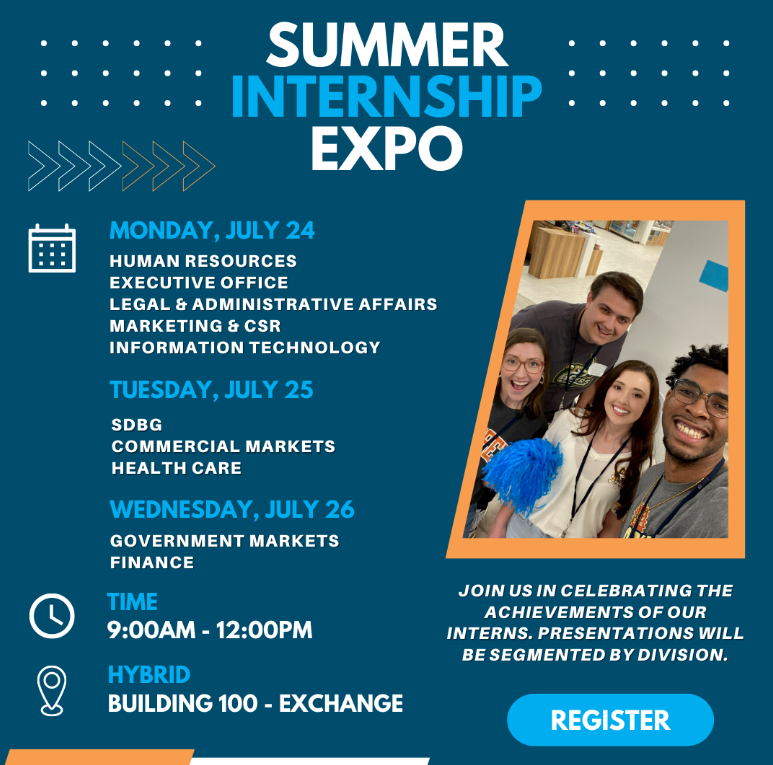 SUMMER
INTERNSHIP
EXPO
MONDAY, JULY 24
HUMAN RESOURCES
EXECUTIVE OFFICE
LEGAL & ADMINISTRATIVE AFFAIRS
MARKETING & CSR
INFORMATION TECHNOLOGY
TUESDAY, JULY 25
SDBG
COMMERCIAL MARKETS
HEALTH CARE
WEDNESDAY, JULY 26
GOVERNMENT MARKETS
FINANCE
TIME
9:00AM - 12:00PM
HYBRID
BUILDING 100 - EXCHANGE
JOIN US IN CELEBRATING THE
ACHIEVEMENTS OF OUR
INTERNS. PRESENTATIONS WILL
BE SEGMENTED BY DIVISION.
REGISTER